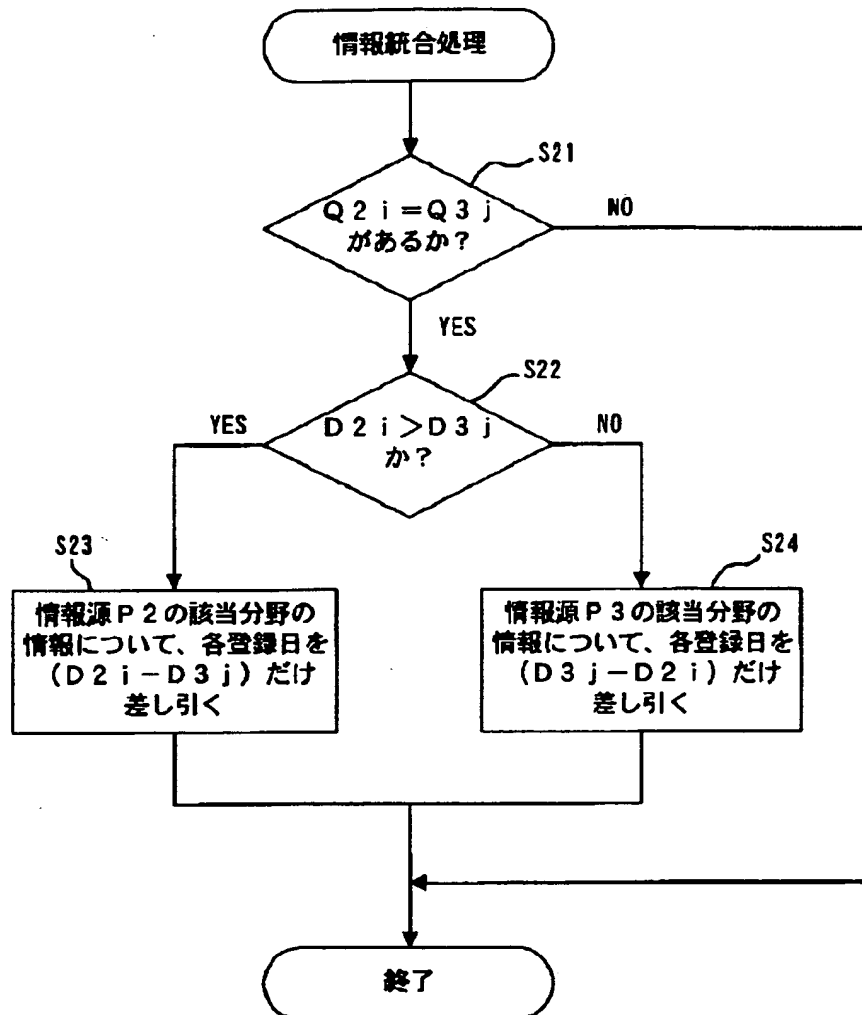 情報統合処理
S21
Q2i=Q3j
があるか?
NO
YES
S22
D2i>D3j
か?
YES
NO
S23
情報源P2の該当分野の
情報について、各登録日を
(D2i-D3j)だけ
差し引く
S24
情報源P3の該当分野の
情報について、各登録日を
(D3j-D2i)だけ
差し引く
終了